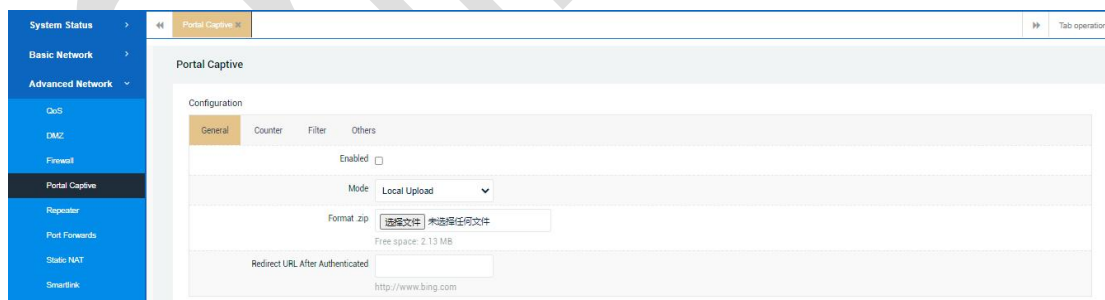 System Status
Portal Captive
Tab operation
Basic Network
Portal Captive
Advanced Network
Configuration
QoS
General Counter Filter Others
DMZ
Firewall
Enabled
Portal Captive
Mode Local Upload
Repeater
Format .zip 选择文件 未选择任何文件
Port Forwards
Free space: 2.13 MB
Static NAT
Redirect URL After Authenticated
Smartlink
http://www.bing.com